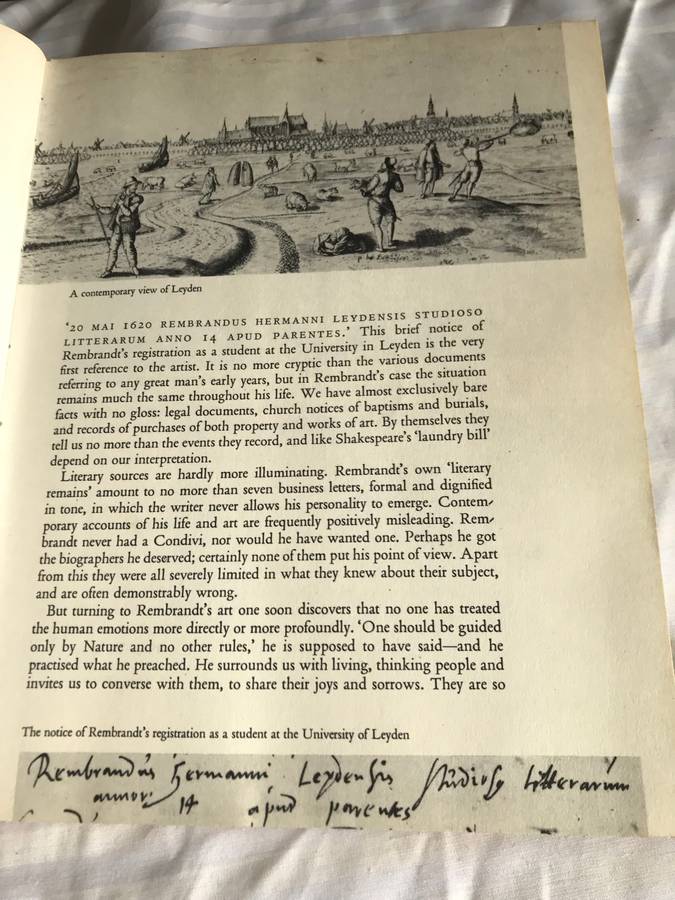 A contemporary view of Leyden
‘20 MAI 1620 REMBRANDUS HERMANNI LEYDENSIS STUDIOSO
LITTERARUM ANNO 14 APUD PARENTES.’ This brief notice of
Rembrandt’s registration as a student at the University in Leyden is the very
first reference to the artist. It is no more cryptic than the various documents
referring to any great man’s early years, but in Rembrandt’s case the situation
remains much the same throughout his life. We have almost exclusively bare
facts with no gloss: legal documents, church notices of baptisms and burials,
and records of purchases of both property and works of art. By themselves they
tell us no more than the events they record, and like Shakespeare’s ‘laundry bill’
depend on our interpretation.
Literary sources are hardly more illuminating. Rembrandt’s own ‘literary
remains’ amount to no more than seven business letters, formal and dignified
in tone, in which the writer never allows his personality to emerge. Contem-
porary accounts of his life and art are frequently positively misleading. Rem-
brandt never had a Condivi, nor would he have wanted one. Perhaps he got
the biographers he deserved; certainly none of them put his point of view. Apart
from this they were all severely limited in what they knew about their subject,
and are often demonstrably wrong.
But turning to Rembrandt’s art one soon discovers that no one has treated
the human emotions more directly or more profoundly. ‘One should be guided
only by Nature and no other rules,’ he is supposed to have said—and he
practised what he preached. He surrounds us with living, thinking people and
invites us to converse with them, to share their joys and sorrows. They are so
The notice of Rembrandt’s registration as a student at the University of Leyden
Rembrandus Hermanni Leydensis Studioso litterarum
annor 14 apud parentes